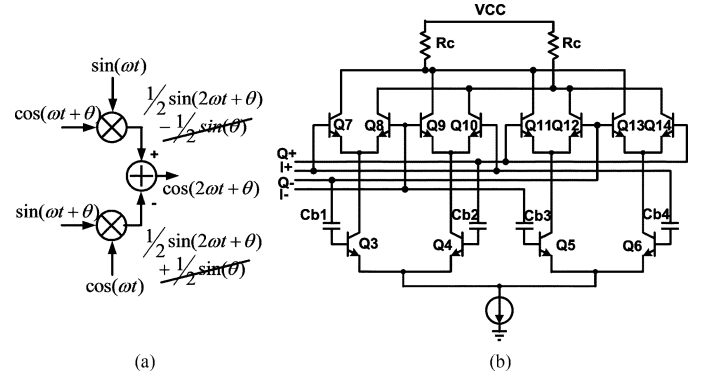 sin(ωt)
cos(ωt+θ)
1/2 sin(2ωt+θ)
- 1/2 sin(θ)
+
cos(2ωt+θ)
-
sin(ωt+θ)
1/2 sin(2ωt+θ)
+ 1/2 sin(θ)
cos(ωt)
(a)
VCC
Rc Rc
Q7 Q8 Q9 Q10 Q11 Q12 Q13 Q14
Q+
I+
Q-
I-
Cb1 Cb2 Cb3 Cb4
Q3 Q4 Q5 Q6
(b)